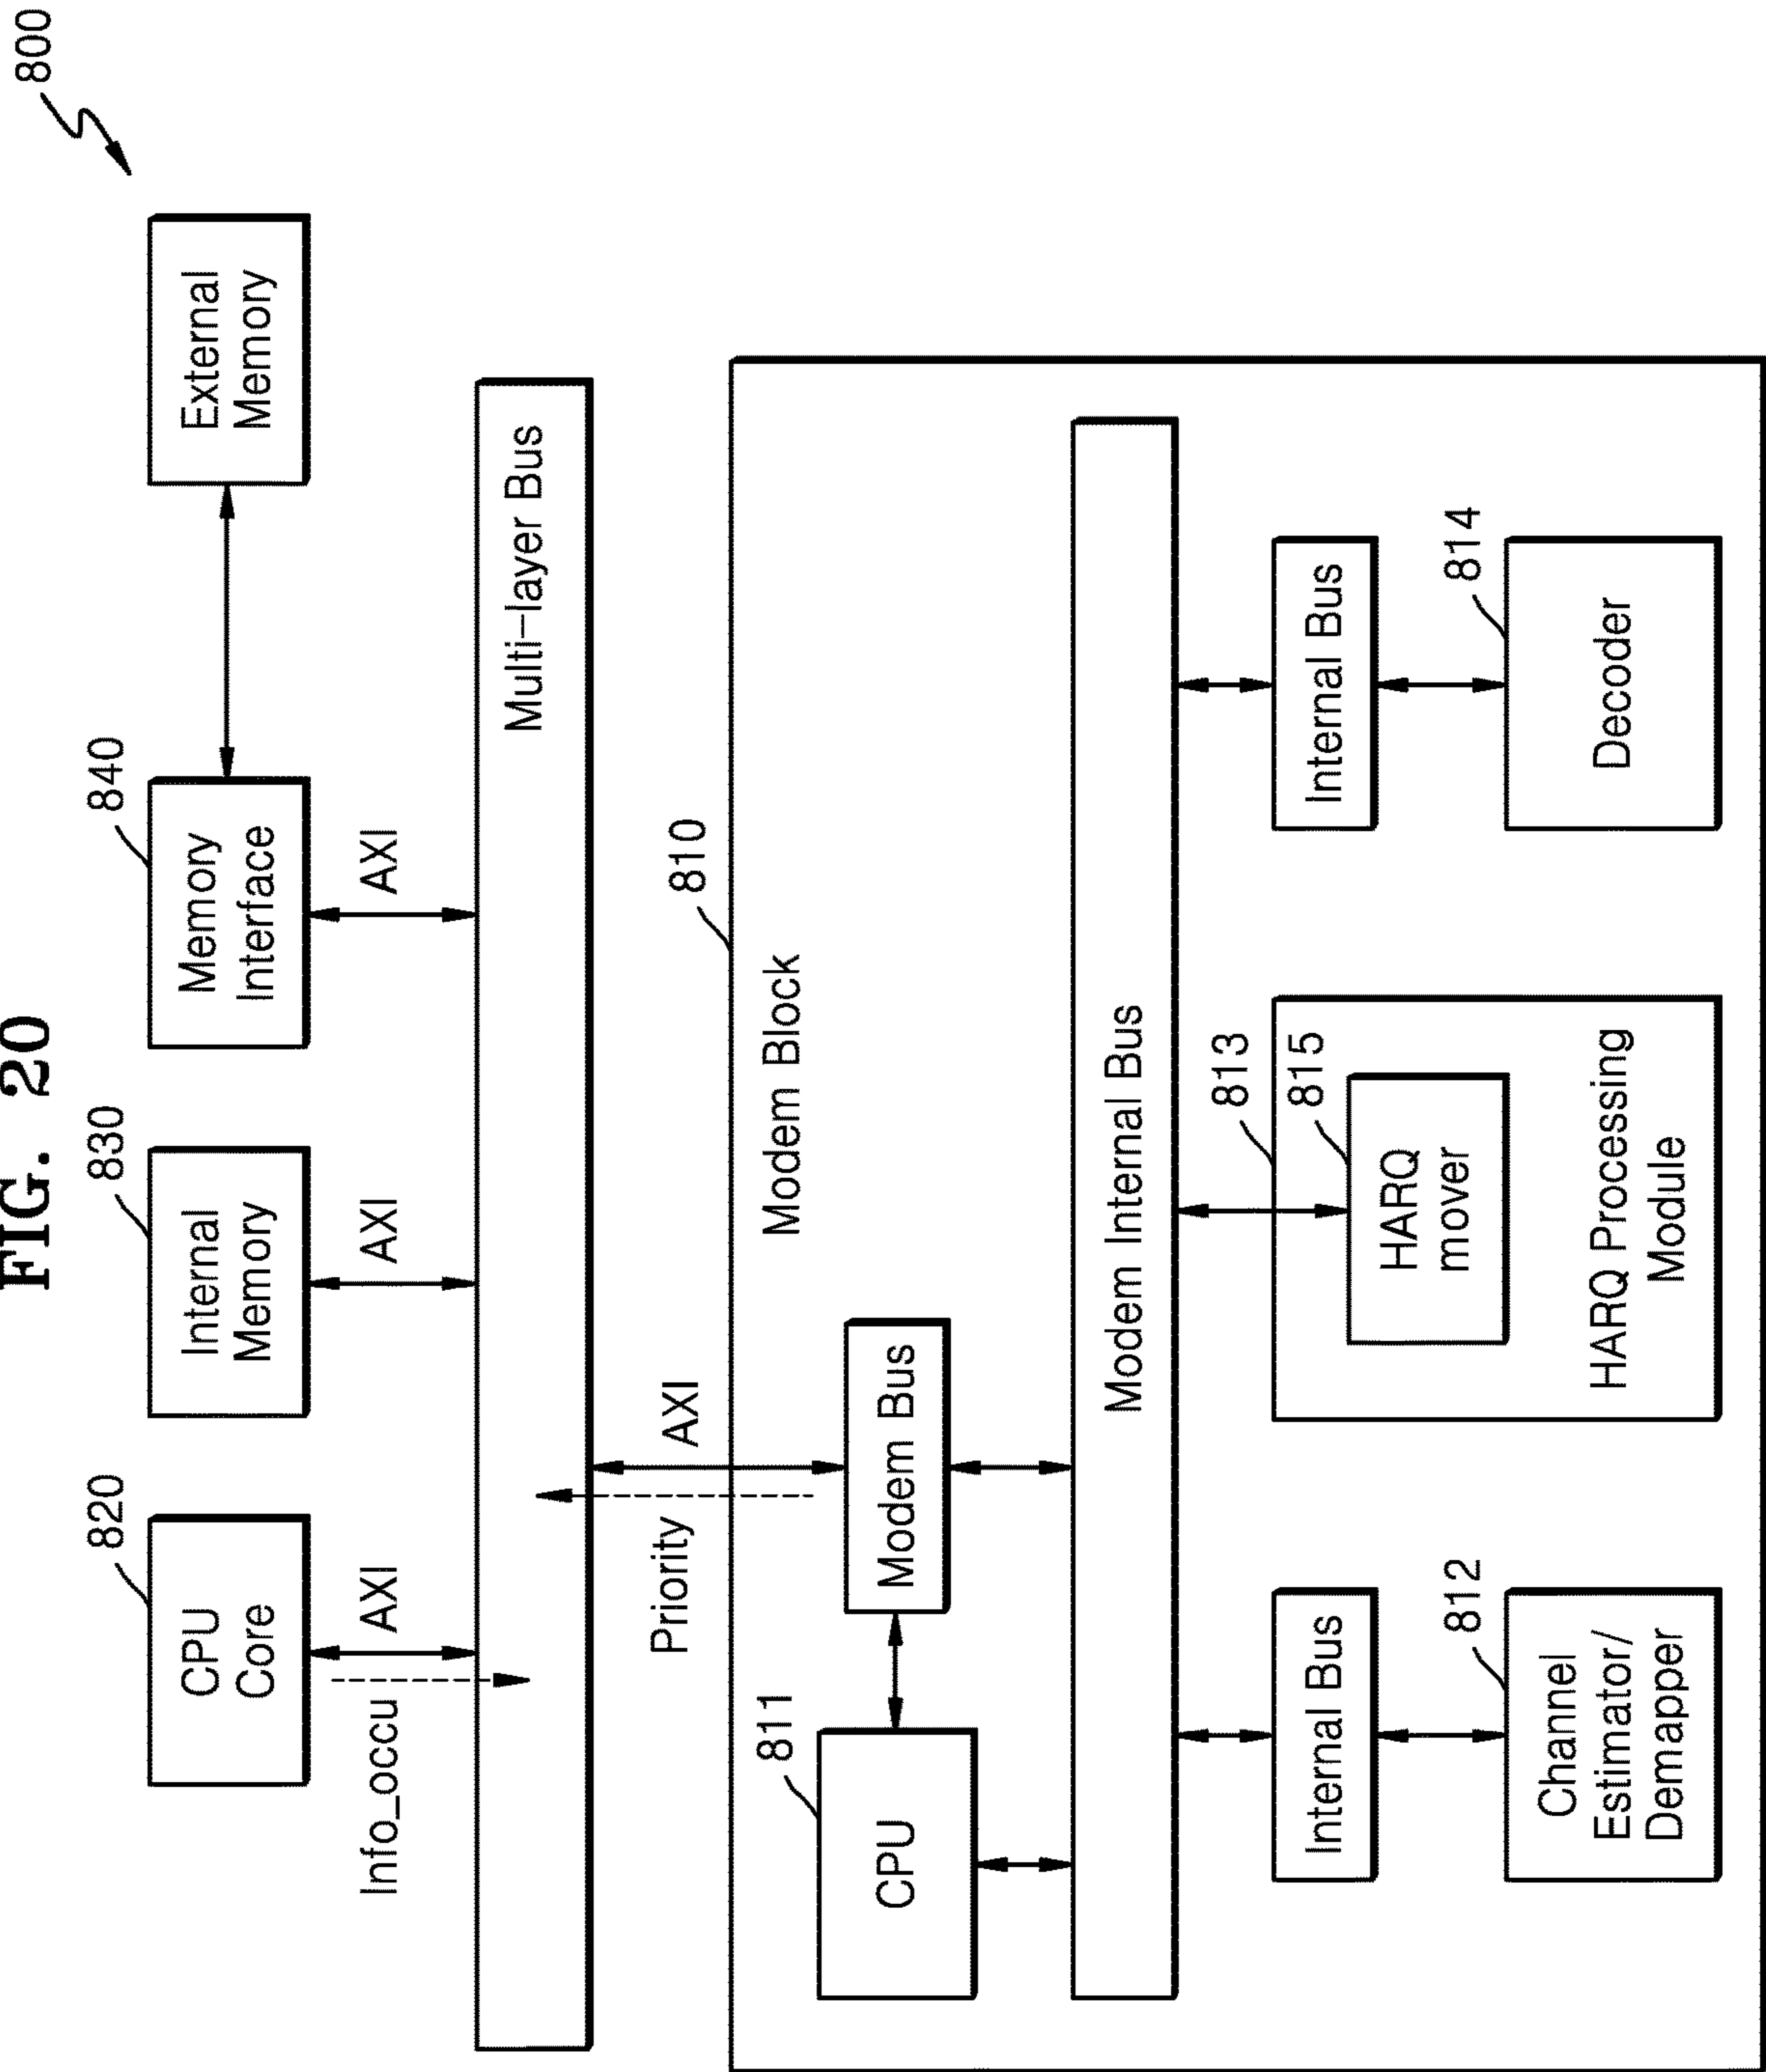 FIG. 20
800
820
CPU
Core
830
Internal
Memory
840
Memory
Interface
External
Memory
Info_occu
AXI
AXI
AXI
Multi-layer Bus
Priority
AXI
810
Modem Block
811
CPU
Modem Bus
Modem Internal Bus
Internal Bus
812
Channel
Estimator/
Demapper
813
815
HARQ
mover
HARQ Processing
Module
Internal Bus
814
Decoder